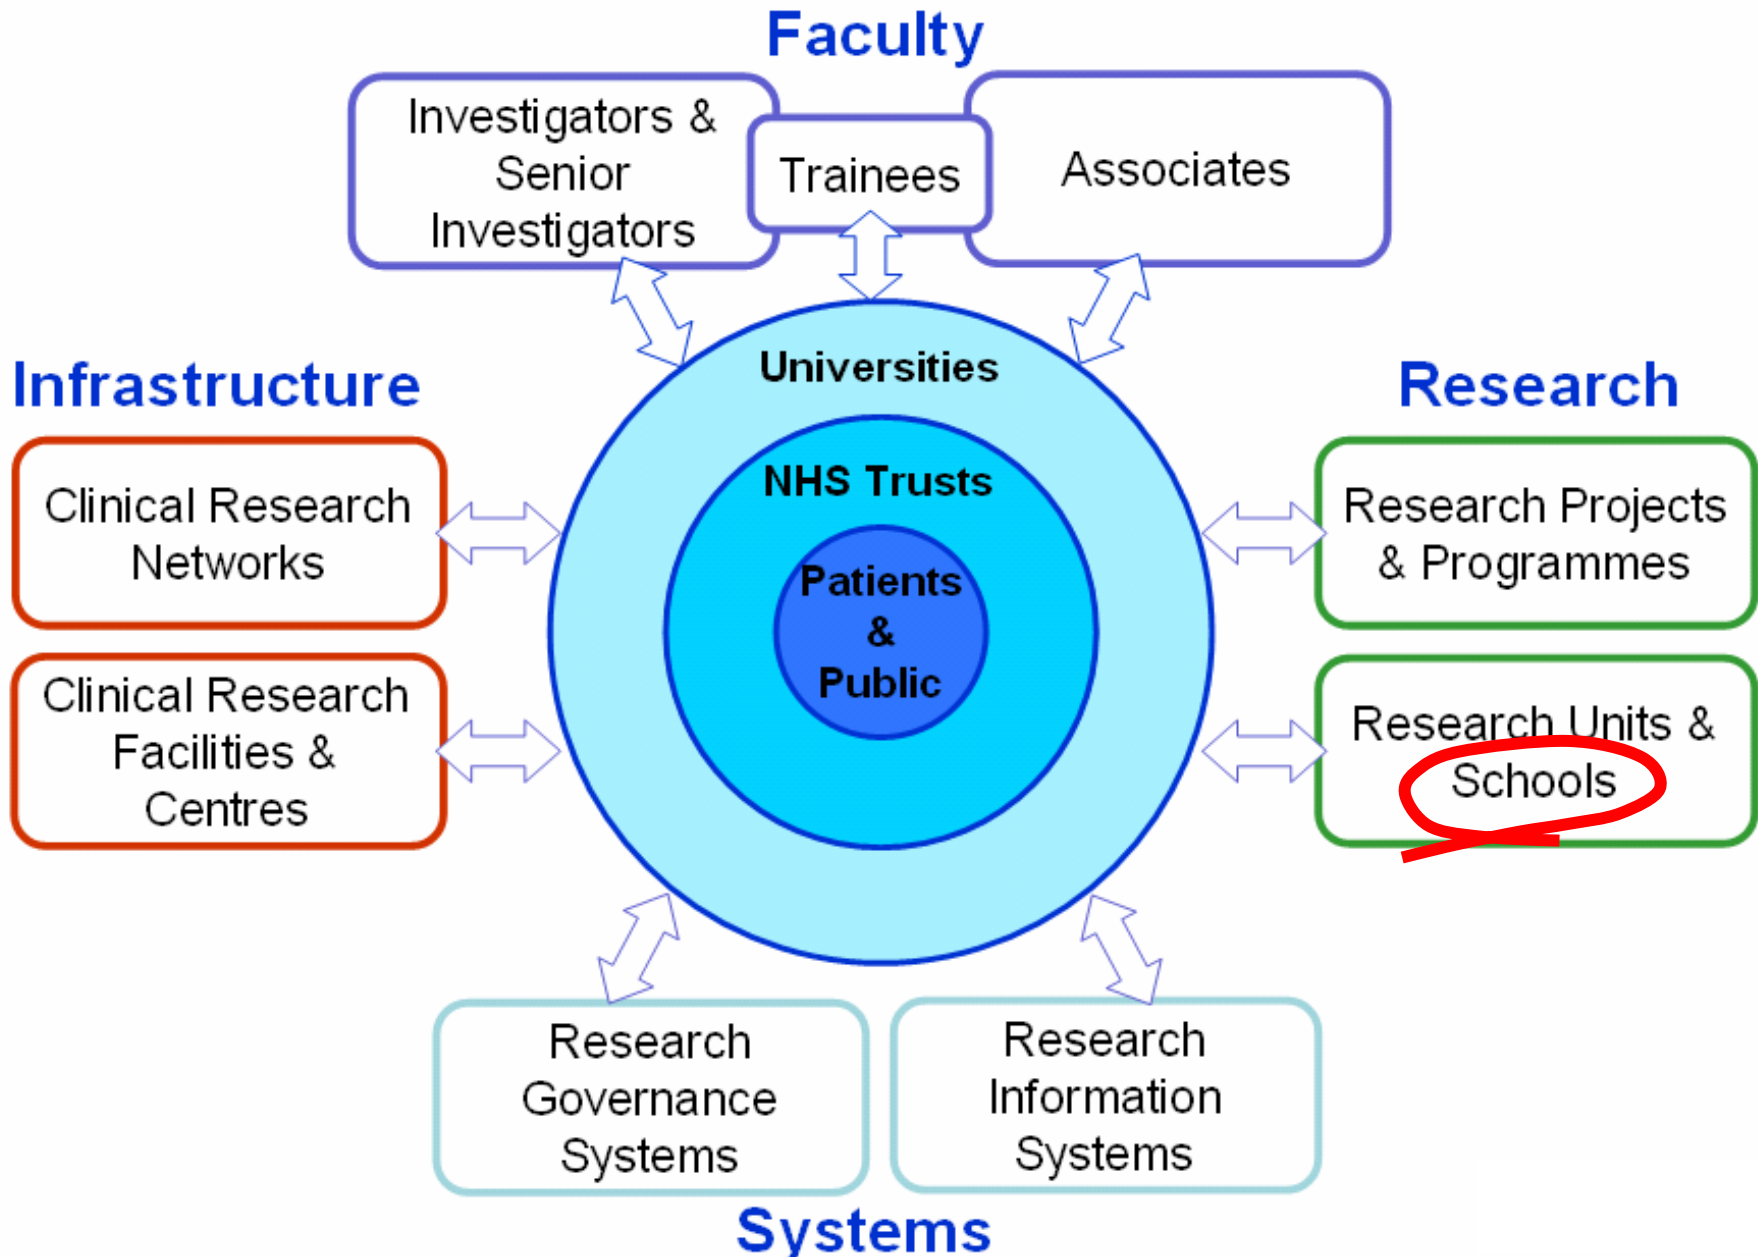 Faculty
Investigators &
Senior
Investigators
Trainees
Associates
Infrastructure
Clinical Research
Networks
Clinical Research
Facilities &
Centres
Universities
NHS Trusts
Patients
&
Public
Research
Research Projects
& Programmes
Research Units &
Schools
Research
Governance
Systems
Research
Information
Systems
Systems